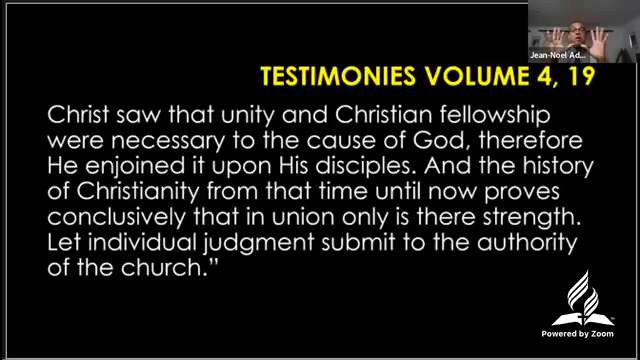 Jean-Noel Ad...
TESTIMONIES VOLUME 4, 19
Christ saw that unity and Christian fellowship
were necessary to the cause of God, therefore
He enjoined it upon His disciples. And the history
of Christianity from that time until now proves
conclusively that in union only is there strength.
Let individual judgment submit to the authority
of the church.”
Powered by Zoom